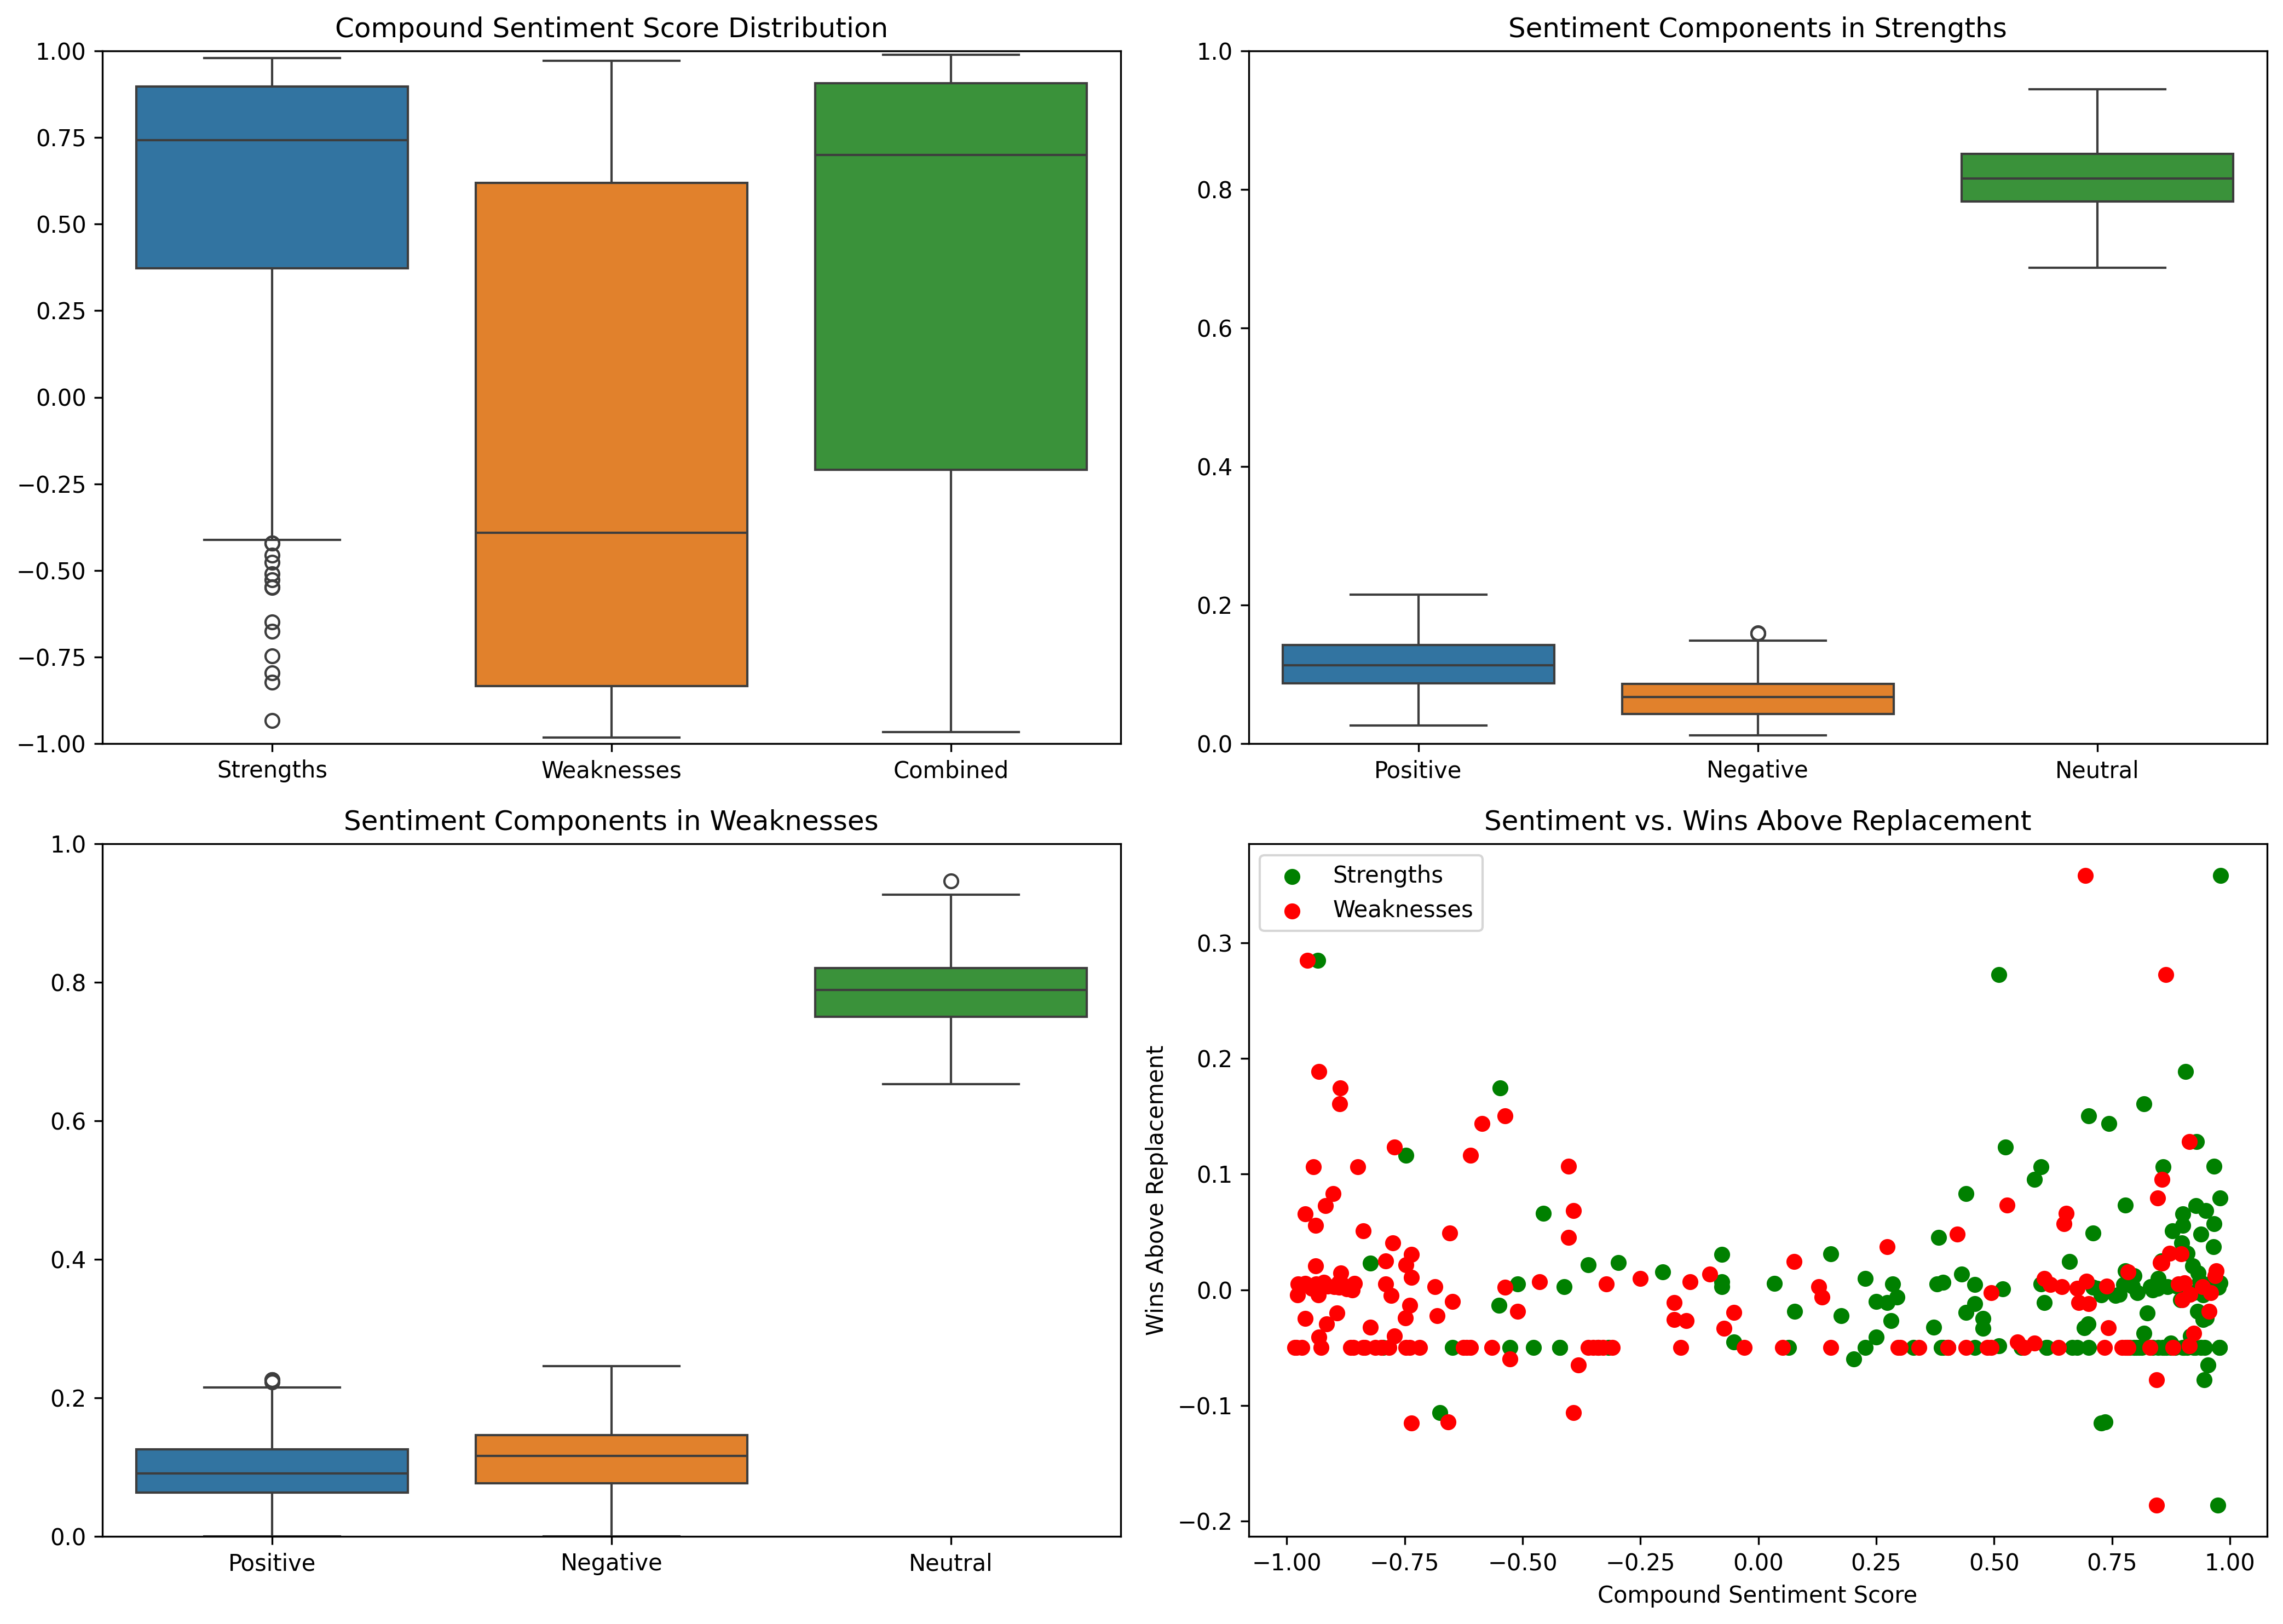 Compound Sentiment Score Distribution
1.00
0.75
0.50
0.25
0.00
−0.25
−0.50
−0.75
−1.00
Strengths
Weaknesses
Combined
Sentiment Components in Strengths
1.0
0.8
0.6
0.4
0.2
0.0
Positive
Negative
Neutral
Sentiment Components in Weaknesses
1.0
0.8
0.6
0.4
0.2
0.0
Positive
Negative
Neutral
Sentiment vs. Wins Above Replacement
Strengths
Weaknesses
Wins Above Replacement
0.3
0.2
0.1
0.0
−0.1
−0.2
−1.00
−0.75
−0.50
−0.25
0.00
0.25
0.50
0.75
1.00
Compound Sentiment Score